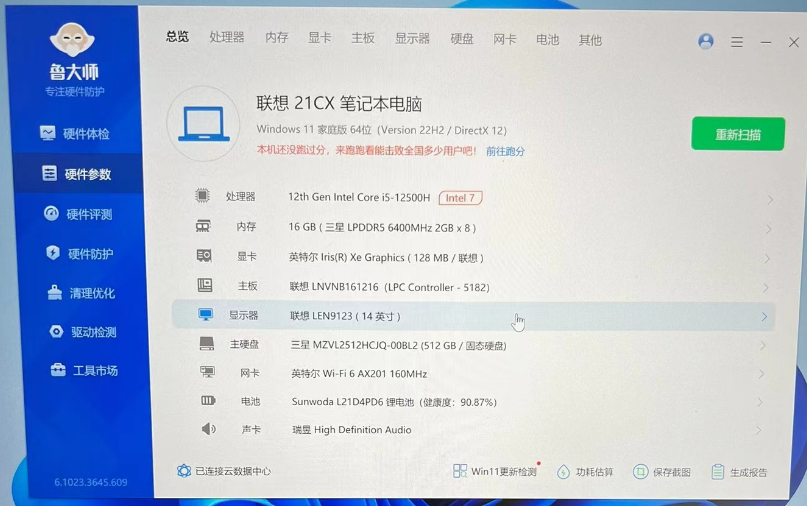 鲁大师
专注硬件防护
硬件体检
硬件参数
硬件评测
硬件防护
清理优化
驱动检测
工具市场
6.1023.3645.609
总览 处理器 内存 显卡 主板 显示器 硬盘 网卡 电池 其他
联想 21CX 笔记本电脑
Windows 11 家庭版 64位（Version 22H2 / DirectX 12）
本机还没跑过分，来跑跑看能击败全国多少用户吧！ 前往跑分
重新扫描
处理器 12th Gen Intel Core i5-12500H Intel 7
内存 16 GB ( 三星 LPDDR5 6400MHz 2GB x 8 )
显卡 英特尔 Iris(R) Xe Graphics ( 128 MB / 联想 )
主板 联想 LNVNB161216（LPC Controller - 5182)
显示器 联想 LEN9123 ( 14 英寸 )
主硬盘 三星 MZVL2512HCJQ-00BL2 (512 GB / 固态硬盘)
网卡 英特尔 Wi-Fi 6 AX201 160MHz
电池 Sunwoda L21D4PD6 锂电池（健康度：90.87%）
声卡 瑞昱 High Definition Audio
已连接云数据中心 Win11更新检测 功耗估算 保存截图 生成报告